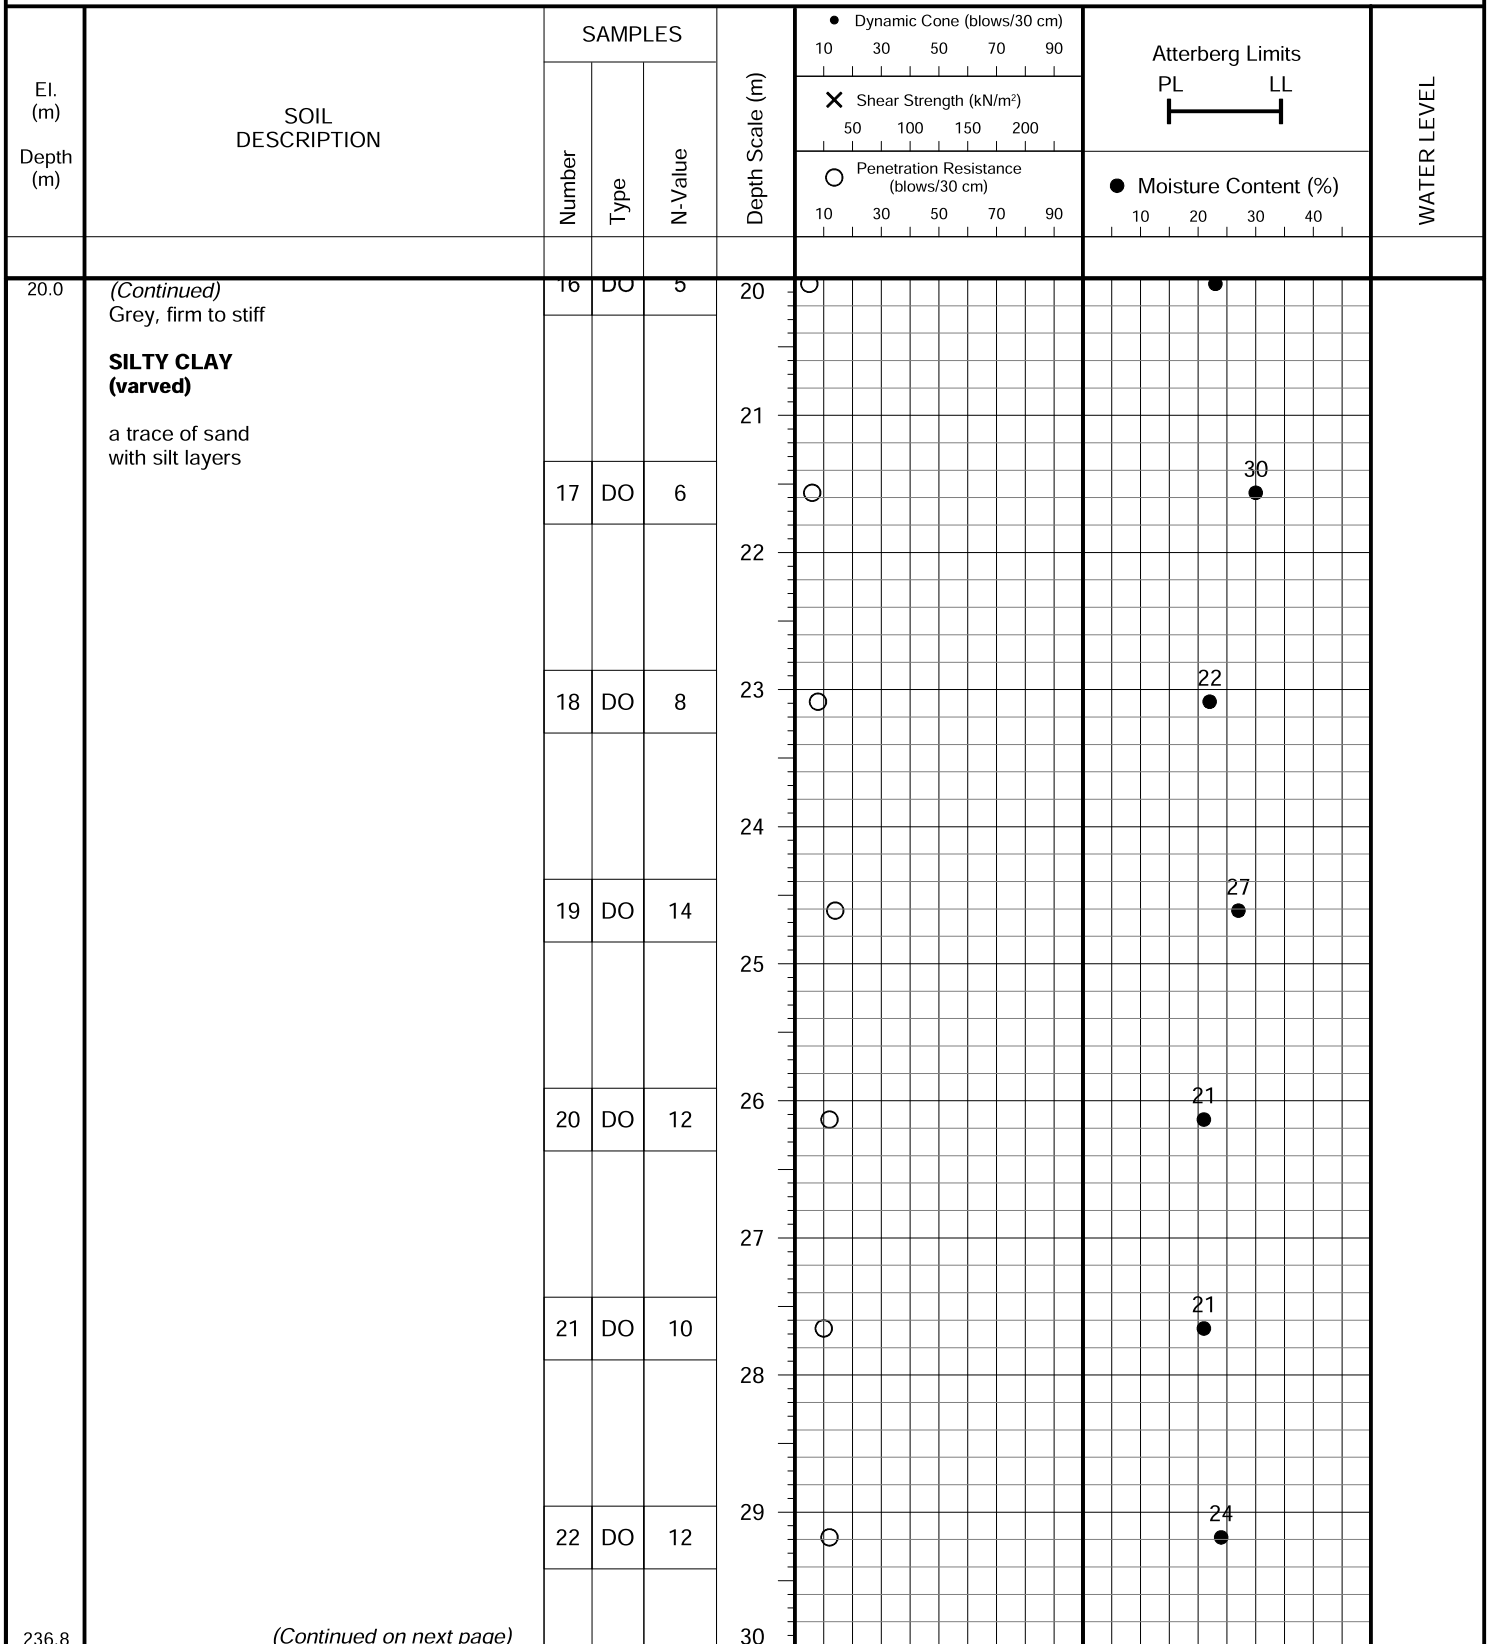 El.
(m)
Depth
(m)
SOIL
DESCRIPTION
SAMPLES
Number
Type
N-Value
Depth Scale (m)
Dynamic Cone (blows/30 cm)
10 30 50 70 90
Shear Strength (kN/m²)
50 100 150 200
Penetration Resistance
(blows/30 cm)
10 30 50 70 90
Atterberg Limits
PL LL
Moisture Content (%)
10 20 30 40
WATER LEVEL
20.0
(Continued)
Grey, firm to stiff
SILTY CLAY
(varved)
a trace of sand
with silt layers
16 DO 5
20
21
17 DO 6
30
22
18 DO 8
23
22
24
19 DO 14
27
25
20 DO 12
26
21
27
21 DO 10
21
28
22 DO 12
29
24
236.8
(Continued on next page)
30